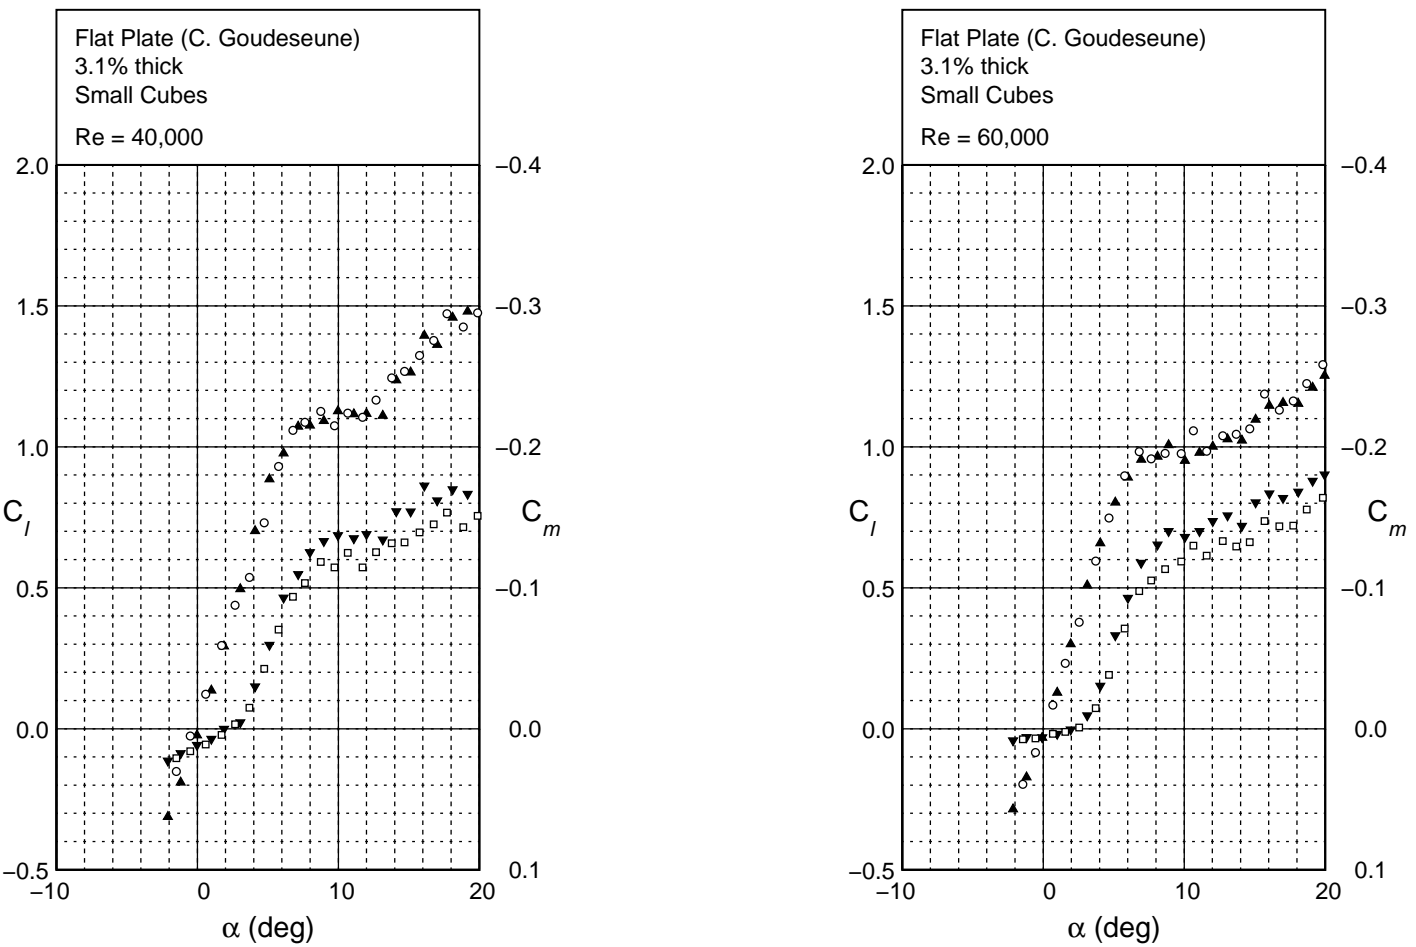 Flat Plate (C. Goudeseune)
3.1% thick
Small Cubes
Re = 40,000
2.0
1.5
1.0
0.5
0.0
−0.5
C_l
−0.4
−0.3
−0.2
−0.1
0.0
0.1
C_m
−10
0
10
20
α (deg)
Flat Plate (C. Goudeseune)
3.1% thick
Small Cubes
Re = 60,000
2.0
1.5
1.0
0.5
0.0
−0.5
C_l
−0.4
−0.3
−0.2
−0.1
0.0
0.1
C_m
−10
0
10
20
α (deg)